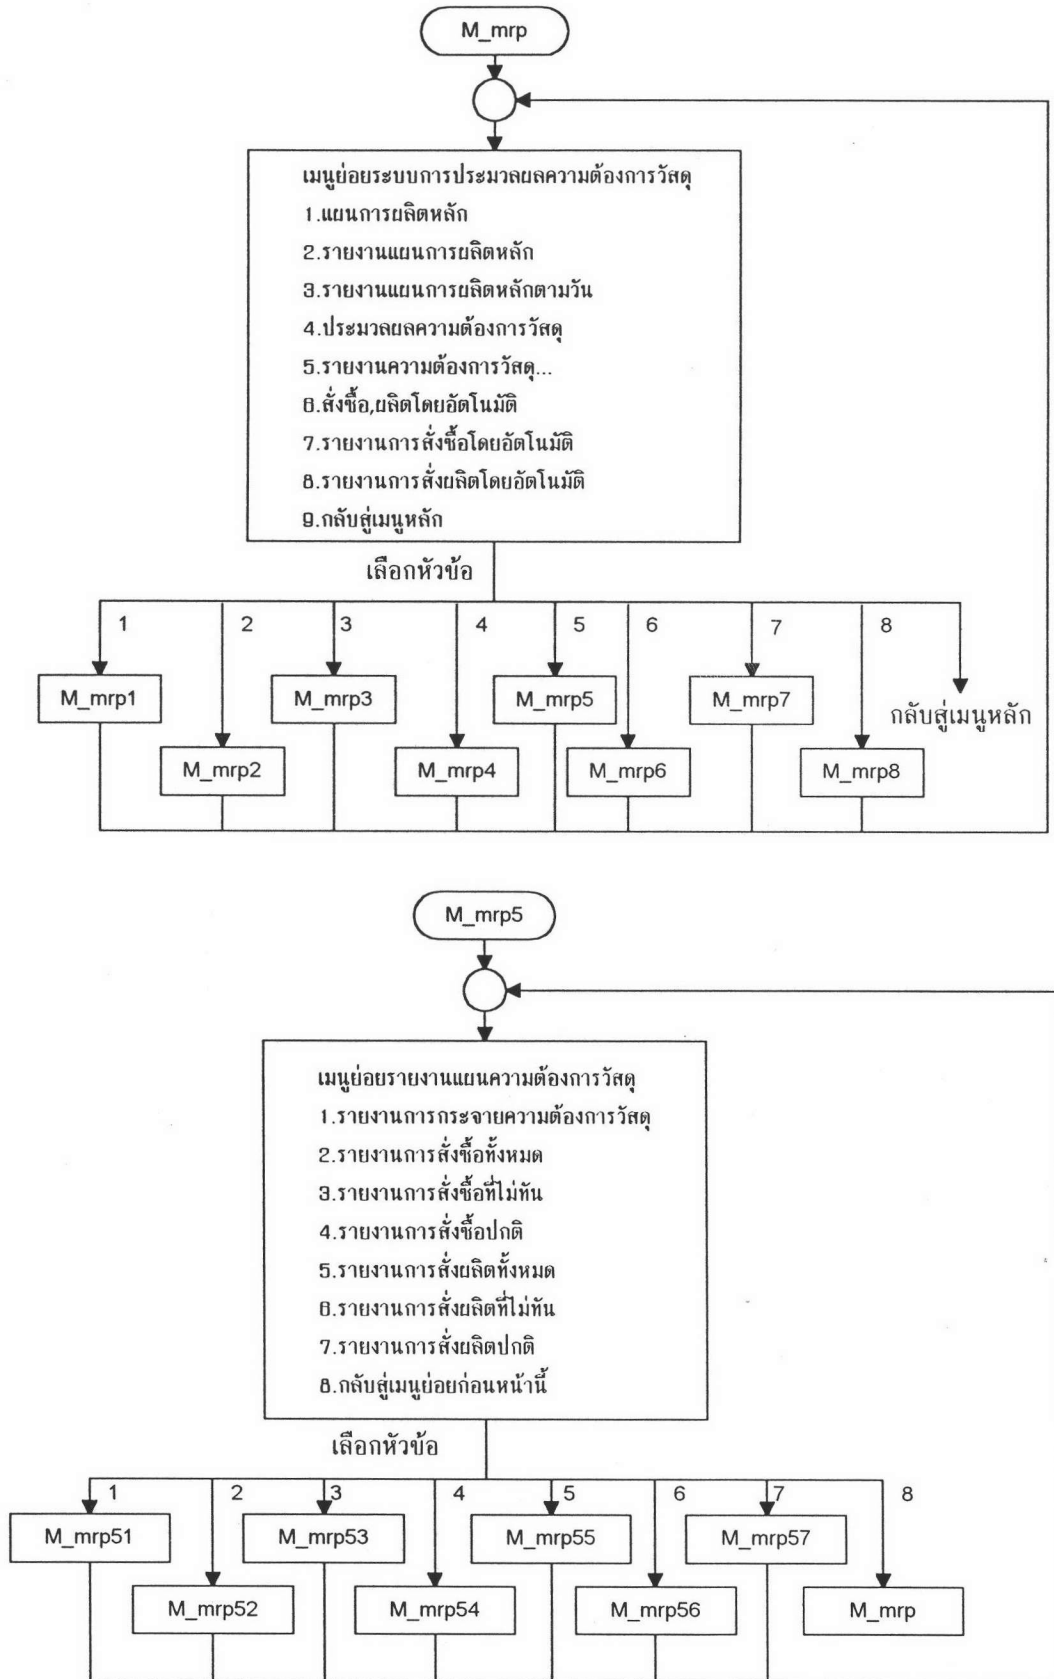 M_mrp
เมนูย่อยระบบการประมวลผลความต้องการวัสดุ
1.แผนการผลิตหลัก
2.รายงานแผนการผลิตหลัก
3.รายงานแผนการผลิตหลักตามวัน
4.ประมวลผลความต้องการวัสดุ
5.รายงานความต้องการวัสดุ...
6.สั่งซื้อ,ผลิตโดยอัตโนมัติ
7.รายงานการสั่งซื้อโดยอัตโนมัติ
8.รายงานการสั่งผลิตโดยอัตโนมัติ
9.กลับสู่เมนูหลัก
เลือกหัวข้อ
1 2 3 4 5 6 7 8
M_mrp1 M_mrp3 M_mrp5 M_mrp7 กลับสู่เมนูหลัก
M_mrp2 M_mrp4 M_mrp6 M_mrp8
M_mrp5
เมนูย่อยรายงานแผนความต้องการวัสดุ
1.รายงานการกระจายความต้องการวัสดุ
2.รายงานการสั่งซื้อทั้งหมด
3.รายงานการสั่งซื้อที่ไม่ทัน
4.รายงานการสั่งซื้อปกติ
5.รายงานการสั่งผลิตทั้งหมด
6.รายงานการสั่งผลิตที่ไม่ทัน
7.รายงานการสั่งผลิตปกติ
8.กลับสู่เมนูย่อยก่อนหน้านี้
เลือกหัวข้อ
1 2 3 4 5 6 7 8
M_mrp51 M_mrp53 M_mrp55 M_mrp57
M_mrp52 M_mrp54 M_mrp56 M_mrp